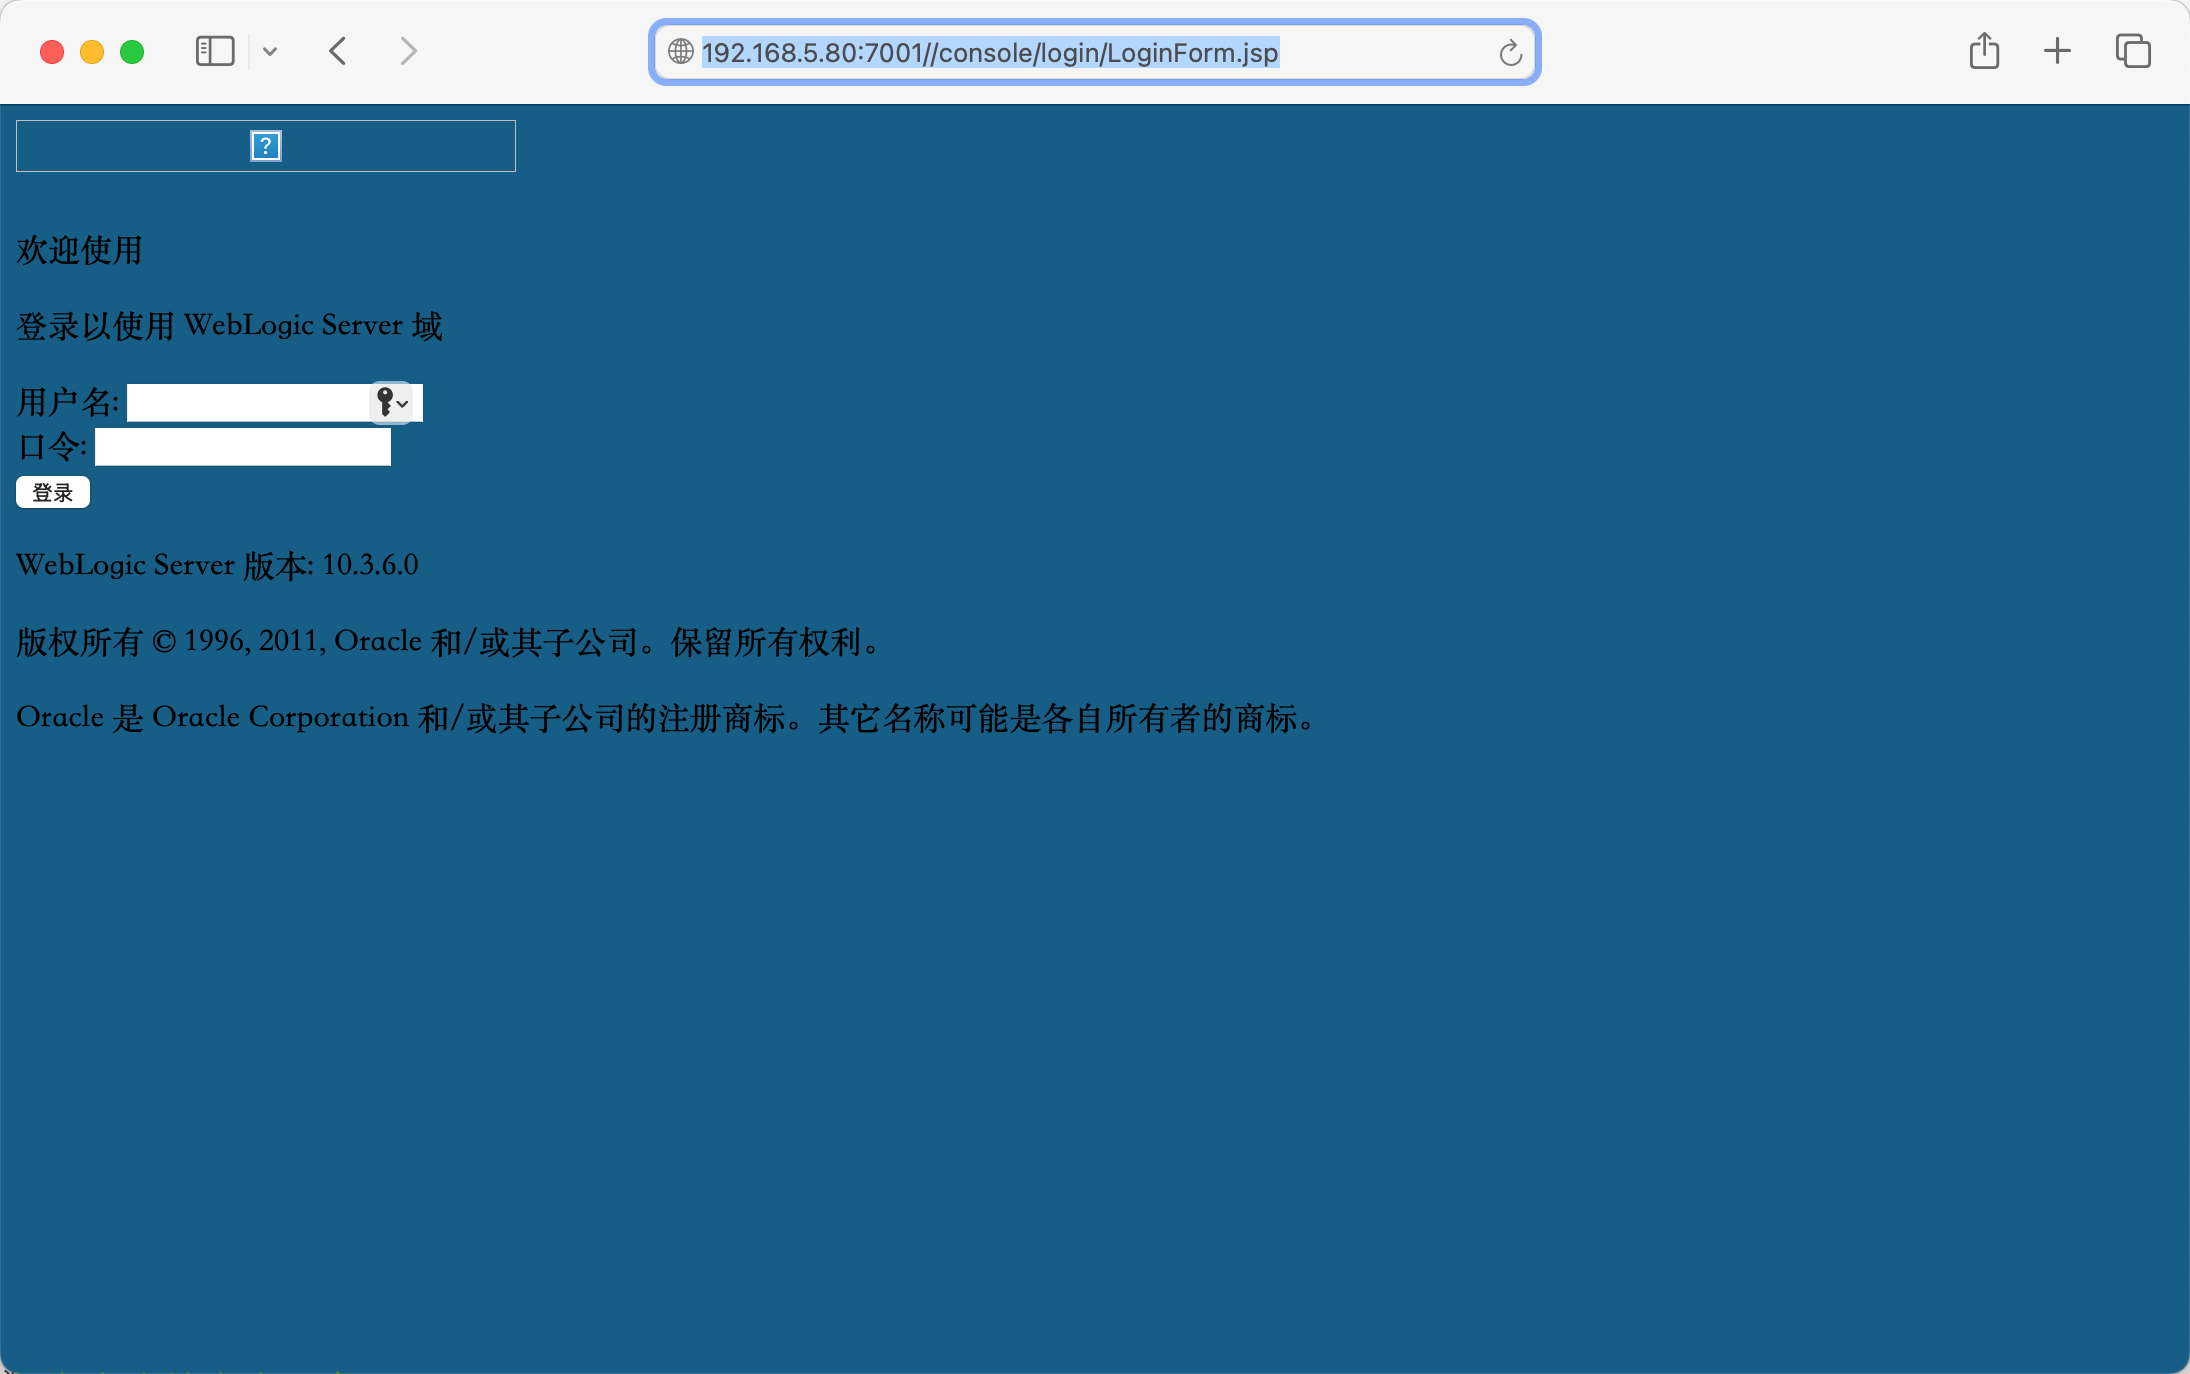 192.168.5.80:7001//console/login/LoginForm.jsp
欢迎使用
登录以使用 WebLogic Server 域
用户名:
口令:
登录
WebLogic Server 版本: 10.3.6.0
版权所有 © 1996, 2011, Oracle 和/或其子公司。保留所有权利。
Oracle 是 Oracle Corporation 和/或其子公司的注册商标。其它名称可能是各自所有者的商标。